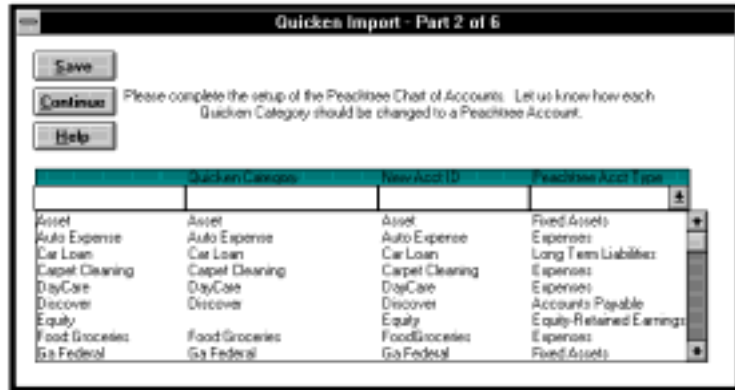 Quicken Import - Part 2 of 6
Save
Continue
Help
Please complete the setup of the Peachtree Chart of Accounts. Let us know how each
Quicken Category should be changed to a Peachtree Account.
Quicken Category New Acct ID Peachtree Acct Type
Asset Asset Asset Fixed Assets
Auto Expense Auto Expense Auto Expense Expenses
Car Loan Car Loan Car Loan Long Term Liabilities
Carpet Cleaning Carpet Cleaning Carpet Cleaning Expenses
DayCare DayCare DayCare Expenses
Discover Discover Discover Accounts Payable
Equity Equity Equity-Retained Earnings
Food Groceries Food Groceries FoodGroceries Expenses
Ga Federal Ga Federal Ga Federal Fixed Assets